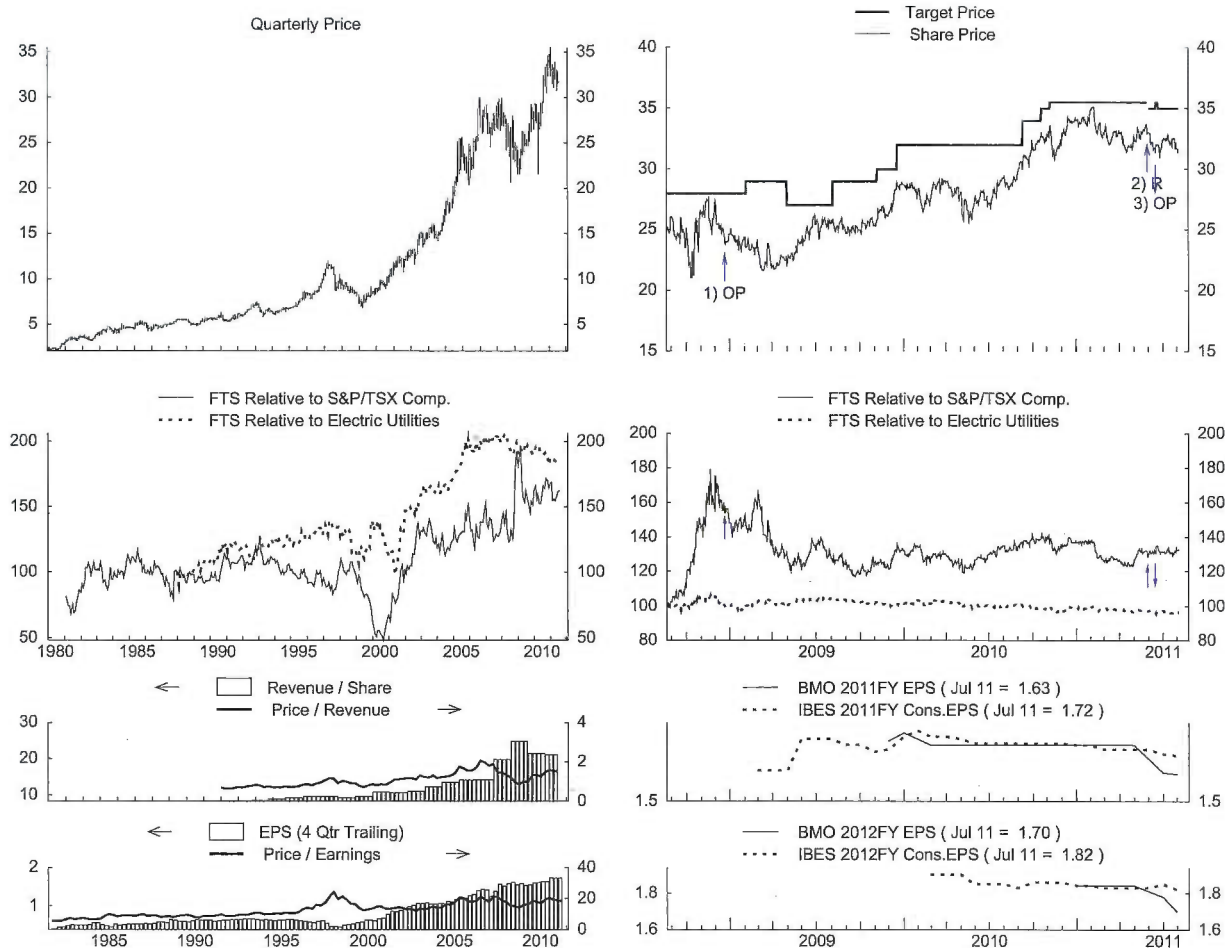 Quarterly Price
35 35
30 30
25 25
20 20
15 15
10 10
5 5
Target Price
Share Price
40 40
35 35
30 30
25 25
20 20
15 15
1) OP
2) R
3) OP
FTS Relative to S&P/TSX Comp.
FTS Relative to Electric Utilities
200 200
150 150
100 100
50 50
1980 1985 1990 1995 2000 2005 2010
FTS Relative to S&P/TSX Comp.
FTS Relative to Electric Utilities
200 200
180 180
160 160
140 140
120 120
100 100
80 80
2009 2010 2011
Revenue / Share
Price / Revenue
30 4
20 2
10 0
EPS (4 Qtr Trailing)
Price / Earnings
2 40
1 20
0
1985 1990 1995 2000 2005 2010
BMO 2011FY EPS ( Jul 11 = 1.63 )
IBES 2011FY Cons.EPS ( Jul 11 = 1.72 )
1.5 1.5
BMO 2012FY EPS ( Jul 11 = 1.70 )
IBES 2012FY Cons.EPS ( Jul 11 = 1.82 )
1.8 1.8
1.6 1.6
2009 2010 2011